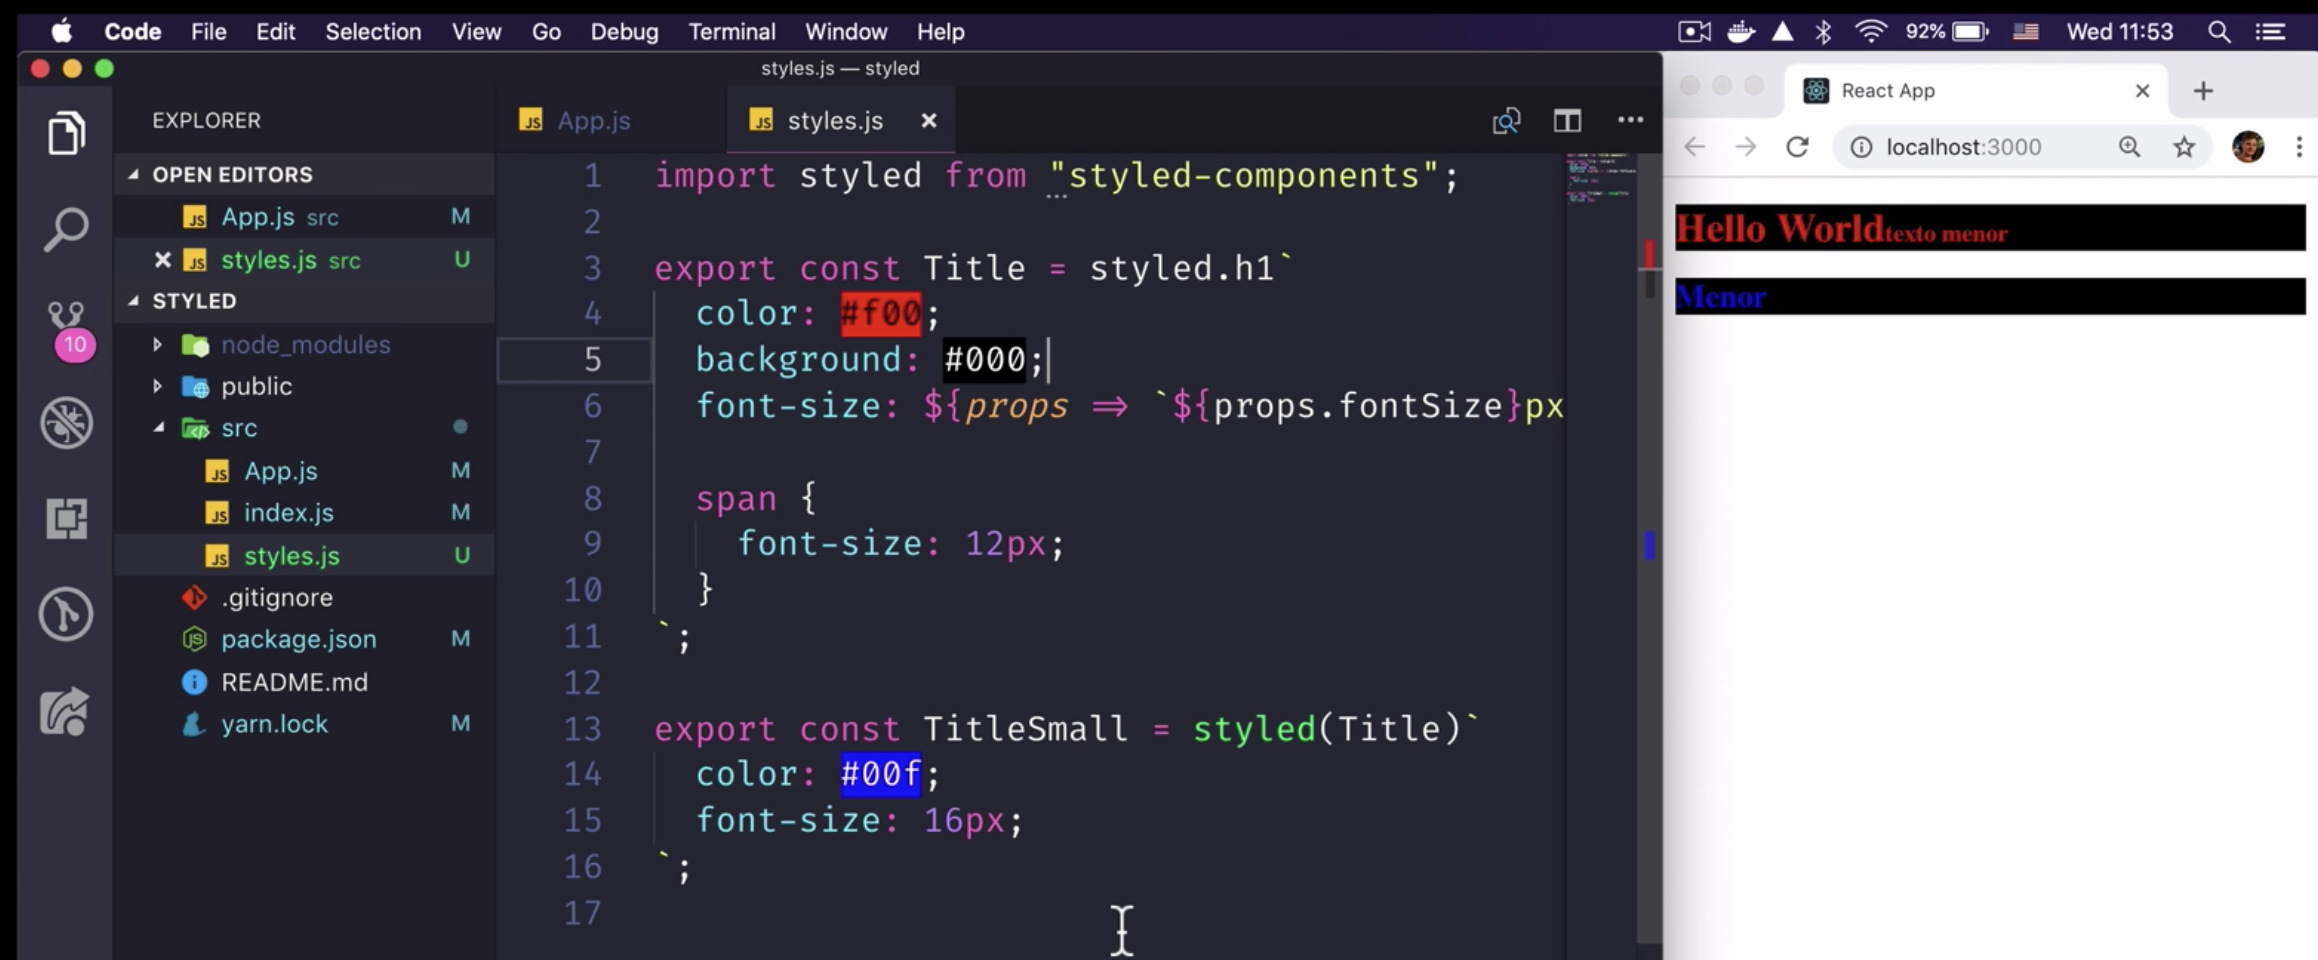 Code File Edit Selection View Go Debug Terminal Window Help
92% Wed 11:53
styles.js — styled
EXPLORER
OPEN EDITORS
App.js src M
styles.js src U
STYLED
10
node_modules
public
src
App.js M
index.js M
styles.js U
.gitignore
package.json M
README.md
yarn.lock M
JS App.js
JS styles.js
1 import styled from "styled-components";
2
3 export const Title = styled.h1`
4 color: #f00;
5 background: #000;
6 font-size: ${props => `${props.fontSize}px
7
8 span {
9 font-size: 12px;
10 }
11 `;
12
13 export const TitleSmall = styled(Title)`
14 color: #00f;
15 font-size: 16px;
16 `;
17
React App
localhost:3000
Hello Worldtexto menor
Menor